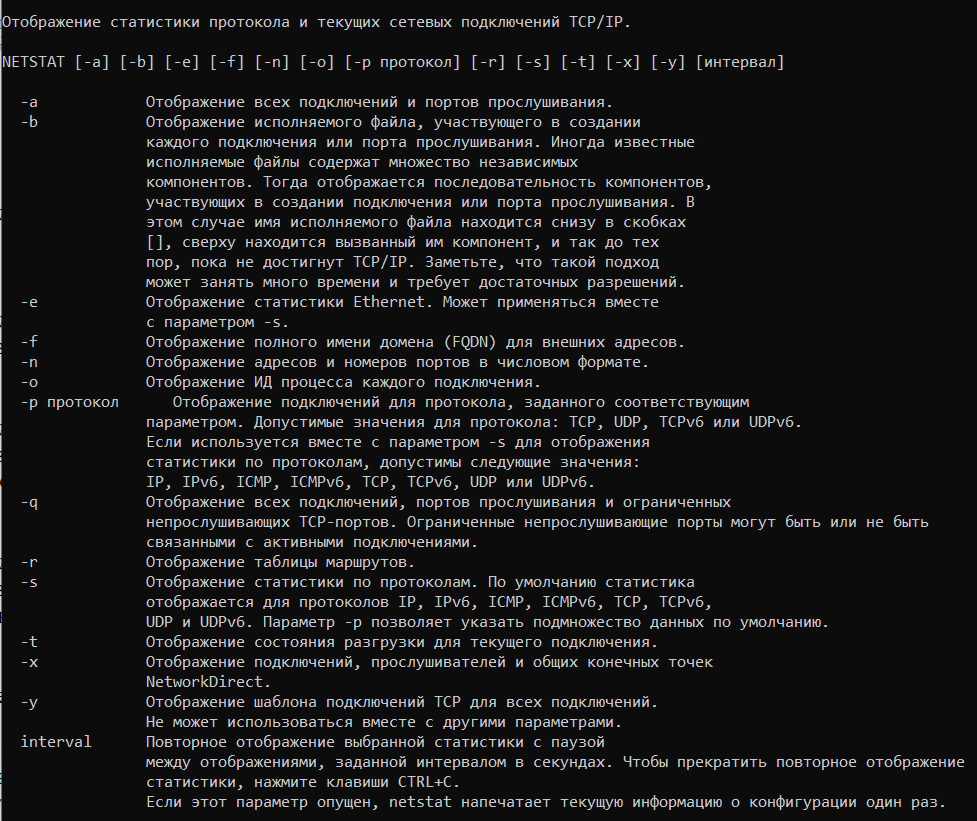 Отображение статистики протокола и текущих сетевых подключений TCP/IP.
NETSTAT [-a] [-b] [-e] [-f] [-n] [-o] [-p протокол] [-r] [-s] [-t] [-x] [-y] [интервал]
-a Отображение всех подключений и портов прослушивания.
-b Отображение исполняемого файла, участвующего в создании
каждого подключения или порта прослушивания. Иногда известные
исполняемые файлы содержат множество независимых
компонентов. Тогда отображается последовательность компонентов,
участвующих в создании подключения или порта прослушивания. В
этом случае имя исполняемого файла находится снизу в скобках
[], сверху находится вызванный им компонент, и так до тех
пор, пока не достигнут TCP/IP. Заметьте, что такой подход
может занять много времени и требует достаточных разрешений.
-e Отображение статистики Ethernet. Может применяться вместе
с параметром -s.
-f Отображение полного имени домена (FQDN) для внешних адресов.
-n Отображение адресов и номеров портов в числовом формате.
-o Отображение ИД процесса каждого подключения.
-p протокол Отображение подключений для протокола, заданного соответствующим
параметром. Допустимые значения для протокола: TCP, UDP, TCPv6 или UDPv6.
Если используется вместе с параметром -s для отображения
статистики по протоколам, допустимы следующие значения:
IP, IPv6, ICMP, ICMPv6, TCP, TCPv6, UDP или UDPv6.
-q Отображение всех подключений, портов прослушивания и ограниченных
непрослушивающих TCP-портов. Ограниченные непрослушивающие порты могут быть или не быть
связанными с активными подключениями.
-r Отображение таблицы маршрутов.
-s Отображение статистики по протоколам. По умолчанию статистика
отображается для протоколов IP, IPv6, ICMP, ICMPv6, TCP, TCPv6,
UDP и UDPv6. Параметр -p позволяет указать подмножество данных по умолчанию.
-t Отображение состояния разгрузки для текущего подключения.
-x Отображение подключений, прослушивателей и общих конечных точек
NetworkDirect.
-y Отображение шаблона подключений TCP для всех подключений.
Не может использоваться вместе с другими параметрами.
interval Повторное отображение выбранной статистики с паузой
между отображениями, заданной интервалом в секундах. Чтобы прекратить повторное отображение
статистики, нажмите клавиши CTRL+C.
Если этот параметр опущен, netstat напечатает текущую информацию о конфигурации один раз.